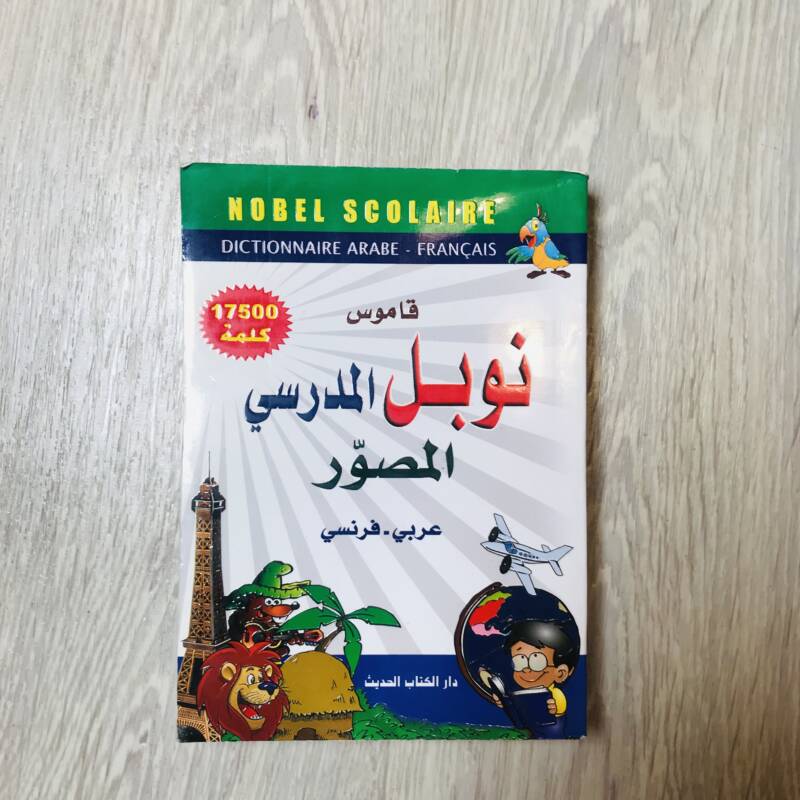 NOBEL SCOLAIRE
DICTIONNAIRE ARABE - FRANÇAIS
17500
كلمة
قاموس
نوبل المدرسي
المصوّر
عربي - فرنسي
دار الكتاب الحديث